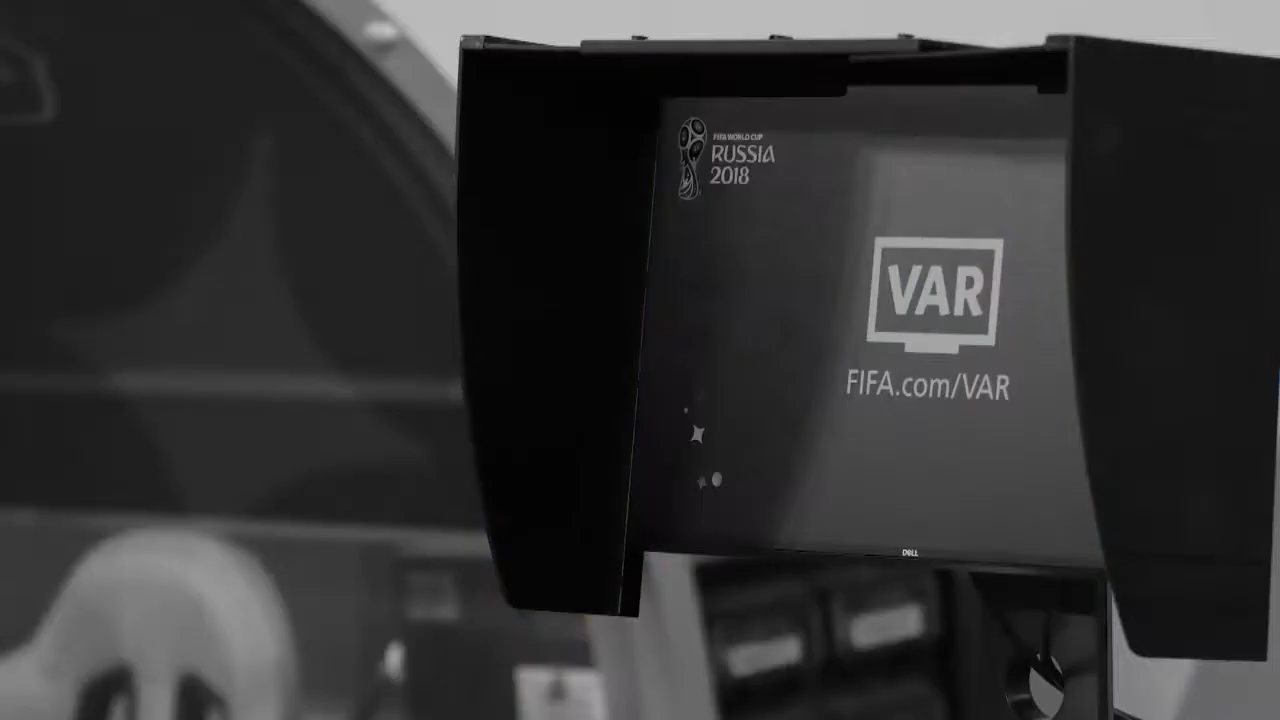 FIFA WORLD CUP
RUSSIA
2018
VAR
FIFA.com/VAR
DELL